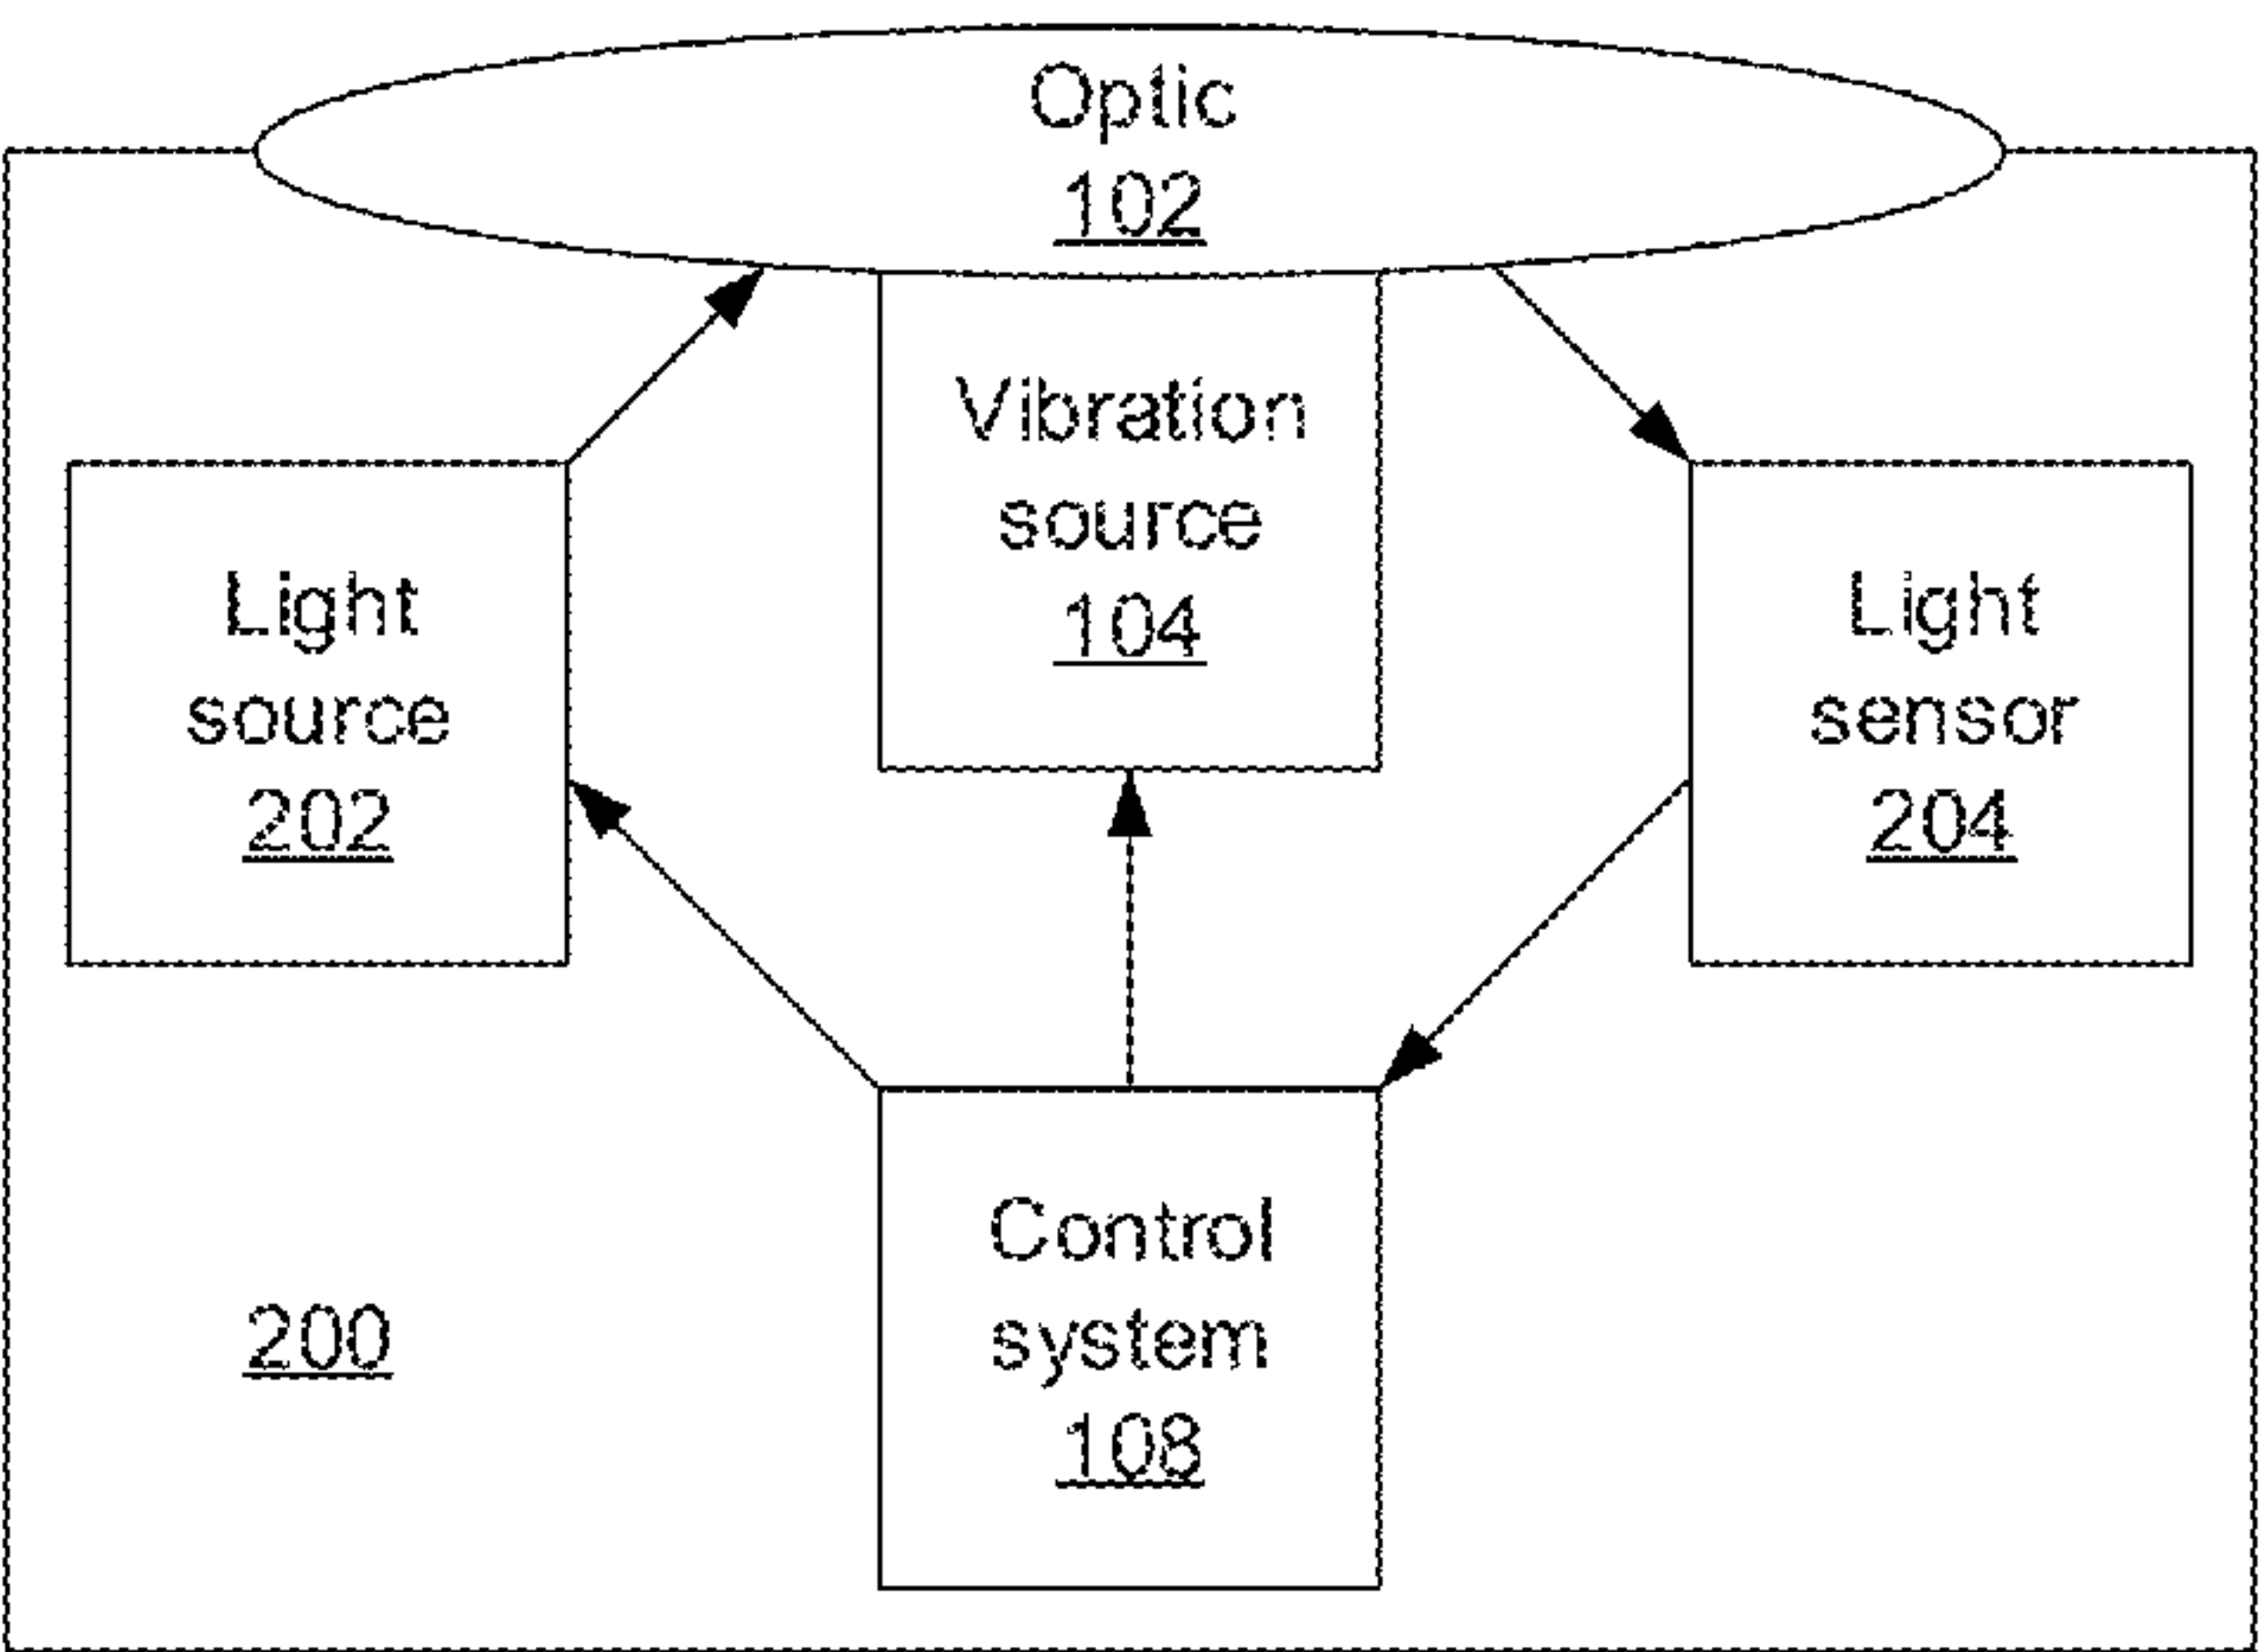 Optic
102
Vibration
source
104
Light
source
202
Light
sensor
204
Control
system
108
200